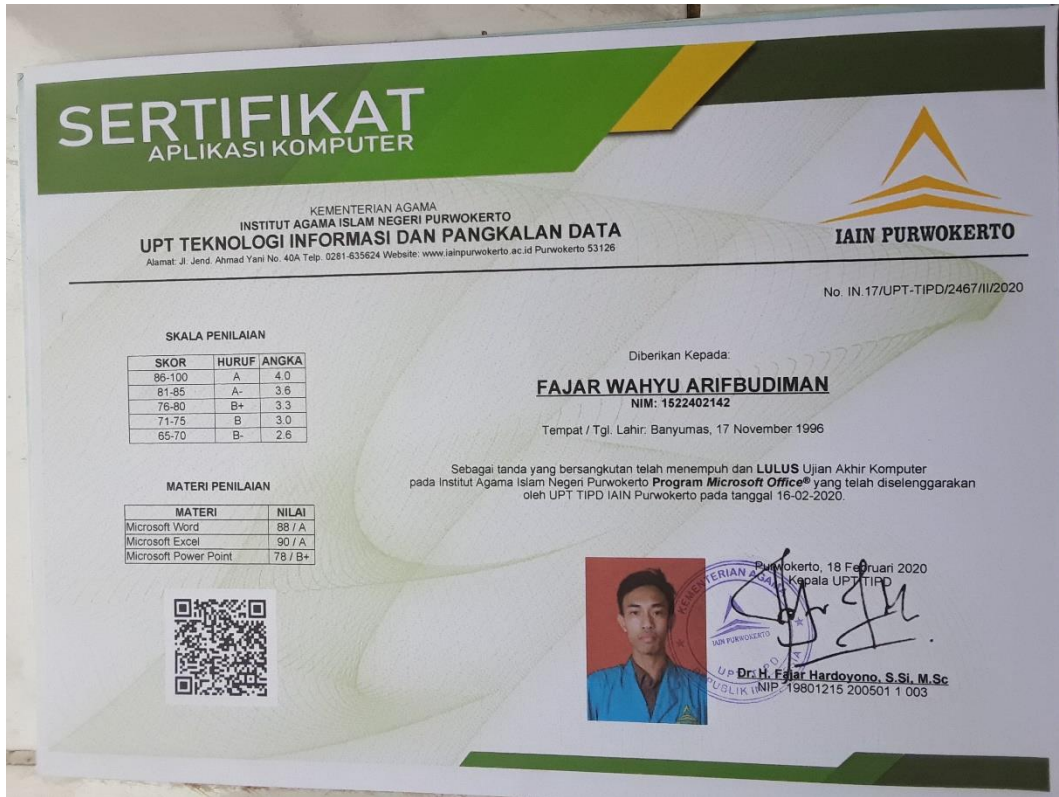 SERTIFIKAT
APLIKASI KOMPUTER
KEMENTERIAN AGAMA
INSTITUT AGAMA ISLAM NEGERI PURWOKERTO
UPT TEKNOLOGI INFORMASI DAN PANGKALAN DATA
Alamat: Jl. Jend. Ahmad Yani No. 40A Telp. 0281-635624 Website: www.iainpurwokerto.ac.id Purwokerto 53126
IAIN PURWOKERTO
No. IN.17/UPT-TIPD/2467/II/2020
SKALA PENILAIAN
SKOR HURUF ANGKA
86-100 A 4.0
81-85 A- 3.6
76-80 B+ 3.3
71-75 B 3.0
65-70 B- 2.6
MATERI PENILAIAN
MATERI NILAI
Microsoft Word 88 / A
Microsoft Excel 90 / A
Microsoft Power Point 78 / B+
Diberikan Kepada:
FAJAR WAHYU ARIFBUDIMAN
NIM: 1522402142
Tempat / Tgl. Lahir: Banyumas, 17 November 1996
Sebagai tanda yang bersangkutan telah menempuh dan LULUS Ujian Akhir Komputer
pada Institut Agama Islam Negeri Purwokerto Program Microsoft Office® yang telah diselenggarakan
oleh UPT TIPD IAIN Purwokerto pada tanggal 16-02-2020.
Purwokerto, 18 Februari 2020
Kepala UPT TIPD
KEMENTERIAN AGAMA
IAIN PURWOKERTO
UPT TIPD
Dr. H. Fajar Hardoyono, S.Si, M.Sc
NIP. 19801215 200501 1 003